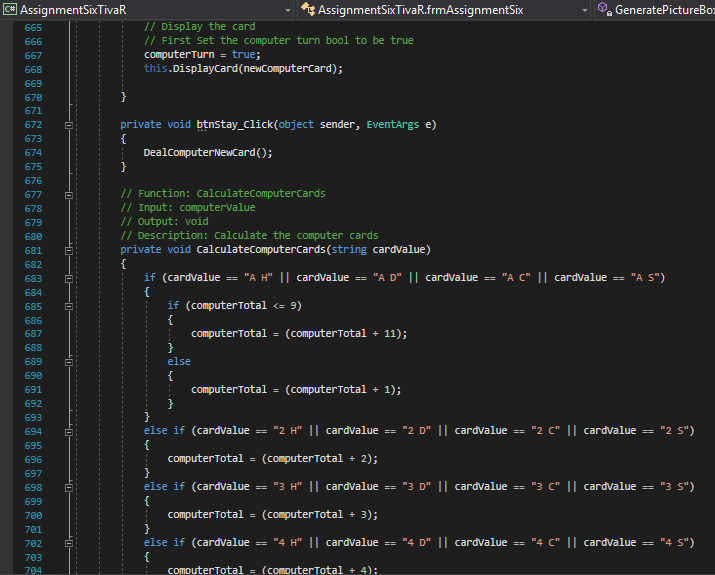 C# AssignmentSixTivaR AssignmentSixTivaR.frmAssignmentSix GeneratePictureBox
665 // Display the card
666 // First Set the computer turn bool to be true
667 computerTurn = true;
668 this.DisplayCard(newComputerCard);
669
670 }
671
672 private void btnStay_Click(object sender, EventArgs e)
673 {
674 DealComputerNewCard();
675 }
676
677 // Function: CalculateComputerCards
678 // Input: computerValue
679 // Output: void
680 // Description: Calculate the computer cards
681 private void CalculateComputerCards(string cardValue)
682 {
683 if (cardValue == "A H" || cardValue == "A D" || cardValue == "A C" || cardValue == "A S")
684 {
685 if (computerTotal <= 9)
686 {
687 computerTotal = (computerTotal + 11);
688 }
689 else
690 {
691 computerTotal = (computerTotal + 1);
692 }
693 }
694 else if (cardValue == "2 H" || cardValue == "2 D" || cardValue == "2 C" || cardValue == "2 S")
695 {
696 computerTotal = (computerTotal + 2);
697 }
698 else if (cardValue == "3 H" || cardValue == "3 D" || cardValue == "3 C" || cardValue == "3 S")
699 {
700 computerTotal = (computerTotal + 3);
701 }
702 else if (cardValue == "4 H" || cardValue == "4 D" || cardValue == "4 C" || cardValue == "4 S")
703 {
704 computerTotal = (computerTotal + 4);